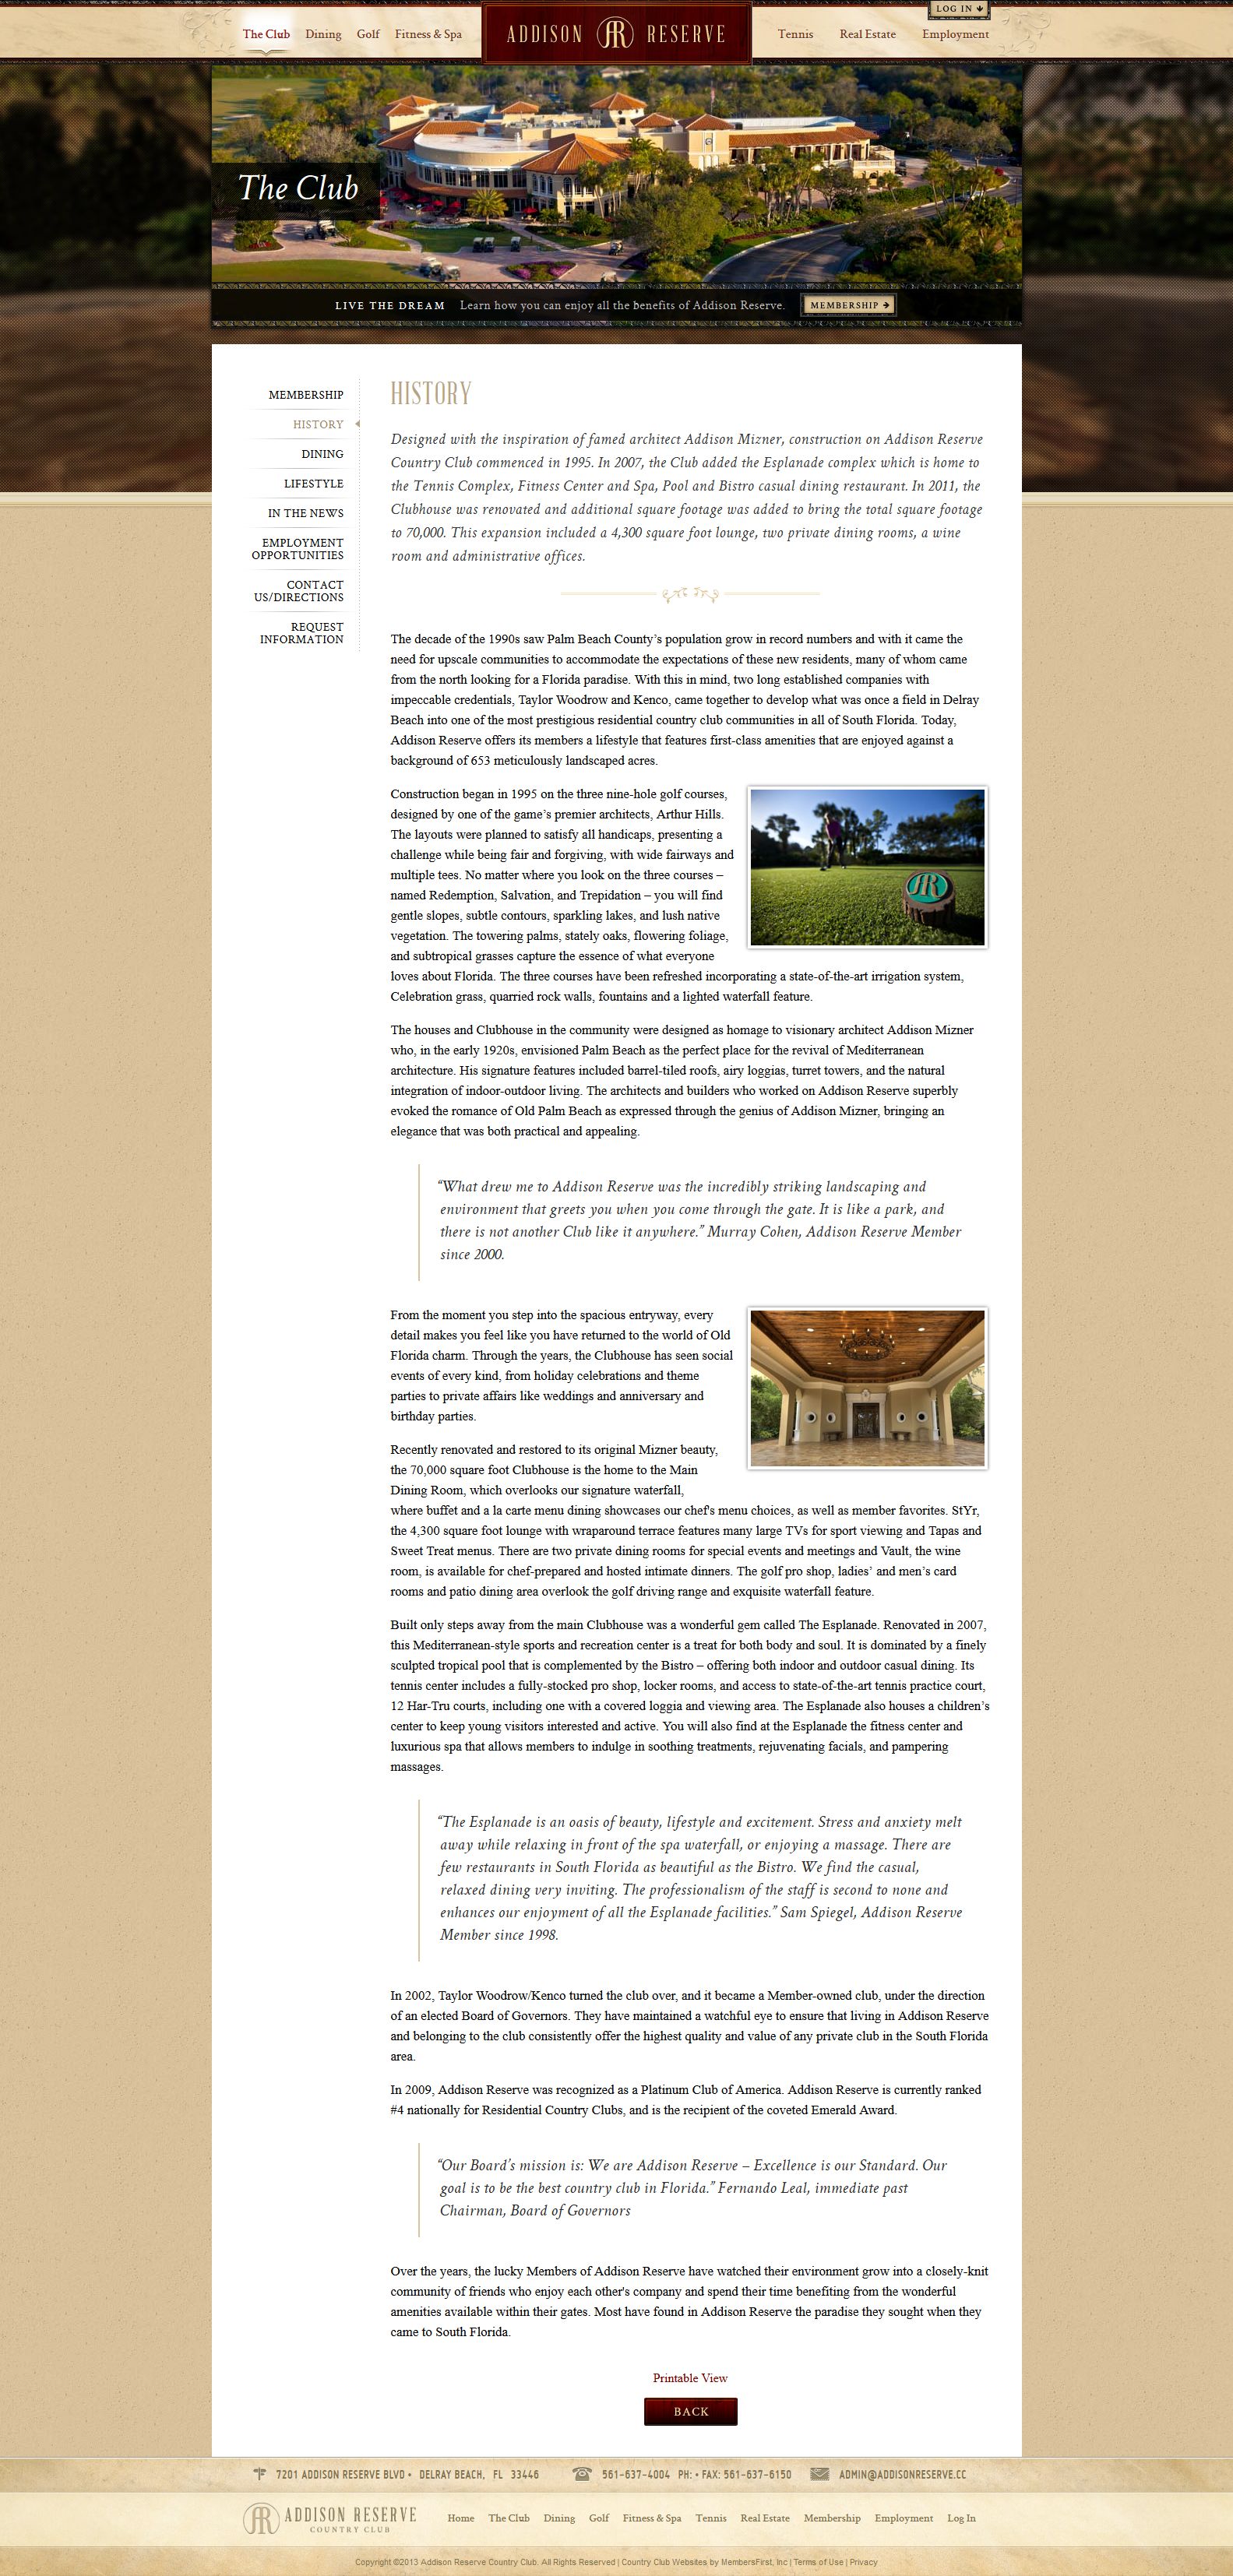 LOG IN
The Club
Dining
Golf
Fitness & Spa
ADDISON RESERVE
Tennis
Real Estate
Employment
The Club
LIVE THE DREAM Learn how you can enjoy all the benefits of Addison Reserve. MEMBERSHIP
MEMBERSHIP
HISTORY
DINING
LIFESTYLE
IN THE NEWS
EMPLOYMENT
OPPORTUNITIES
CONTACT
US/DIRECTIONS
REQUEST
INFORMATION
HISTORY
Designed with the inspiration of famed architect Addison Mizner, construction on Addison Reserve
Country Club commenced in 1995. In 2007, the Club added the Esplanade complex which is home to
the Tennis Complex, Fitness Center and Spa, Pool and Bistro casual dining restaurant. In 2011, the
Clubhouse was renovated and additional square footage was added to bring the total square footage
to 70,000. This expansion included a 4,300 square foot lounge, two private dining rooms, a wine
room and administrative offices.
The decade of the 1990s saw Palm Beach County’s population grow in record numbers and with it came the
need for upscale communities to accommodate the expectations of these new residents, many of whom came
from the north looking for a Florida paradise. With this in mind, two long established companies with
impeccable credentials, Taylor Woodrow and Kenco, came together to develop what was once a field in Delray
Beach into one of the most prestigious residential country club communities in all of South Florida. Today,
Addison Reserve offers its members a lifestyle that features first-class amenities that are enjoyed against a
background of 653 meticulously landscaped acres.
Construction began in 1995 on the three nine-hole golf courses,
designed by one of the game’s premier architects, Arthur Hills.
The layouts were planned to satisfy all handicaps, presenting a
challenge while being fair and forgiving, with wide fairways and
multiple tees. No matter where you look on the three courses –
named Redemption, Salvation, and Trepidation – you will find
gentle slopes, subtle contours, sparkling lakes, and lush native
vegetation. The towering palms, stately oaks, flowering foliage,
and subtropical grasses capture the essence of what everyone
loves about Florida. The three courses have been refreshed incorporating a state-of-the-art irrigation system,
Celebration grass, quarried rock walls, fountains and a lighted waterfall feature.
The houses and Clubhouse in the community were designed as homage to visionary architect Addison Mizner
who, in the early 1920s, envisioned Palm Beach as the perfect place for the revival of Mediterranean
architecture. His signature features included barrel-tiled roofs, airy loggias, turret towers, and the natural
integration of indoor-outdoor living. The architects and builders who worked on Addison Reserve superbly
evoked the romance of Old Palm Beach as expressed through the genius of Addison Mizner, bringing an
elegance that was both practical and appealing.
“What drew me to Addison Reserve was the incredibly striking landscaping and
environment that greets you when you come through the gate. It is like a park, and
there is not another Club like it anywhere.” Murray Cohen, Addison Reserve Member
since 2000.
From the moment you step into the spacious entryway, every
detail makes you feel like you have returned to the world of Old
Florida charm. Through the years, the Clubhouse has seen social
events of every kind, from holiday celebrations and theme
parties to private affairs like weddings and anniversary and
birthday parties.
Recently renovated and restored to its original Mizner beauty,
the 70,000 square foot Clubhouse is the home to the Main
Dining Room, which overlooks our signature waterfall,
where buffet and a la carte menu dining showcases our chef's menu choices, as well as member favorites. StYr,
the 4,300 square foot lounge with wraparound terrace features many large TVs for sport viewing and Tapas and
Sweet Treat menus. There are two private dining rooms for special events and meetings and Vault, the wine
room, is available for chef-prepared and hosted intimate dinners. The golf pro shop, ladies’ and men’s card
rooms and patio dining area overlook the golf driving range and exquisite waterfall feature.
Built only steps away from the main Clubhouse was a wonderful gem called The Esplanade. Renovated in 2007,
this Mediterranean-style sports and recreation center is a treat for both body and soul. It is dominated by a finely
sculpted tropical pool that is complemented by the Bistro – offering both indoor and outdoor casual dining. Its
tennis center includes a fully-stocked pro shop, locker rooms, and access to state-of-the-art tennis practice court,
12 Har-Tru courts, including one with a covered loggia and viewing area. The Esplanade also houses a children’s
center to keep young visitors interested and active. You will also find at the Esplanade the fitness center and
luxurious spa that allows members to indulge in soothing treatments, rejuvenating facials, and pampering
massages.
“The Esplanade is an oasis of beauty, lifestyle and excitement. Stress and anxiety melt
away while relaxing in front of the spa waterfall, or enjoying a massage. There are
few restaurants in South Florida as beautiful as the Bistro. We find the casual,
relaxed dining very inviting. The professionalism of the staff is second to none and
enhances our enjoyment of all the Esplanade facilities.” Sam Spiegel, Addison Reserve
Member since 1998.
In 2002, Taylor Woodrow/Kenco turned the club over, and it became a Member-owned club, under the direction
of an elected Board of Governors. They have maintained a watchful eye to ensure that living in Addison Reserve
and belonging to the club consistently offer the highest quality and value of any private club in the South Florida
area.
In 2009, Addison Reserve was recognized as a Platinum Club of America. Addison Reserve is currently ranked
#4 nationally for Residential Country Clubs, and is the recipient of the coveted Emerald Award.
“Our Board’s mission is: We are Addison Reserve – Excellence is our Standard. Our
goal is to be the best country club in Florida.” Fernando Leal, immediate past
Chairman, Board of Governors
Over the years, the lucky Members of Addison Reserve have watched their environment grow into a closely-knit
community of friends who enjoy each other's company and spend their time benefiting from the wonderful
amenities available within their gates. Most have found in Addison Reserve the paradise they sought when they
came to South Florida.
Printable View
BACK
7201 ADDISON RESERVE BLVD • DELRAY BEACH, FL 33446 561-637-4004 PH: • FAX: 561-637-6150 ADMIN@ADDISONRESERVE.CC
ADDISON RESERVE
COUNTRY CLUB
Home The Club Dining Golf Fitness & Spa Tennis Real Estate Membership Employment Log In
Copyright ©2013 Addison Reserve Country Club. All Rights Reserved | Country Club Websites by MembersFirst, Inc | Terms of Use | Privacy